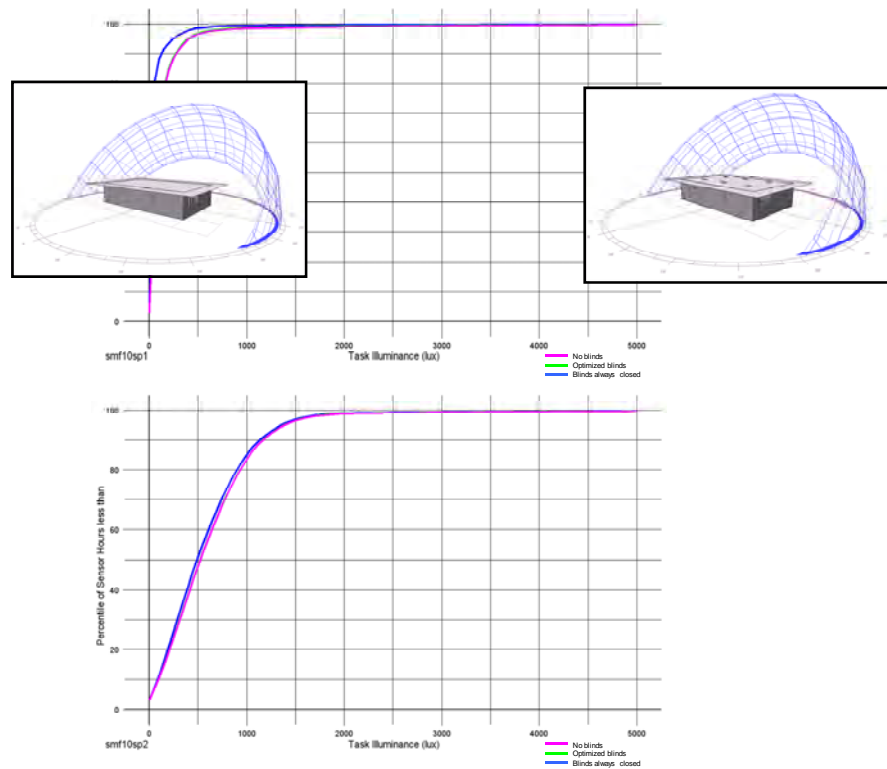 100
0
0
1000
2000
3000
4000
5000
smf10sp1
Task Illuminance (lux)
No blinds
Optimized blinds
Blinds always closed
100
80
60
40
20
0
Percentile of Sensor Hours less than
0
1000
2000
3000
4000
5000
smf10sp2
Task Illuminance (lux)
No blinds
Optimized blinds
Blinds always closed